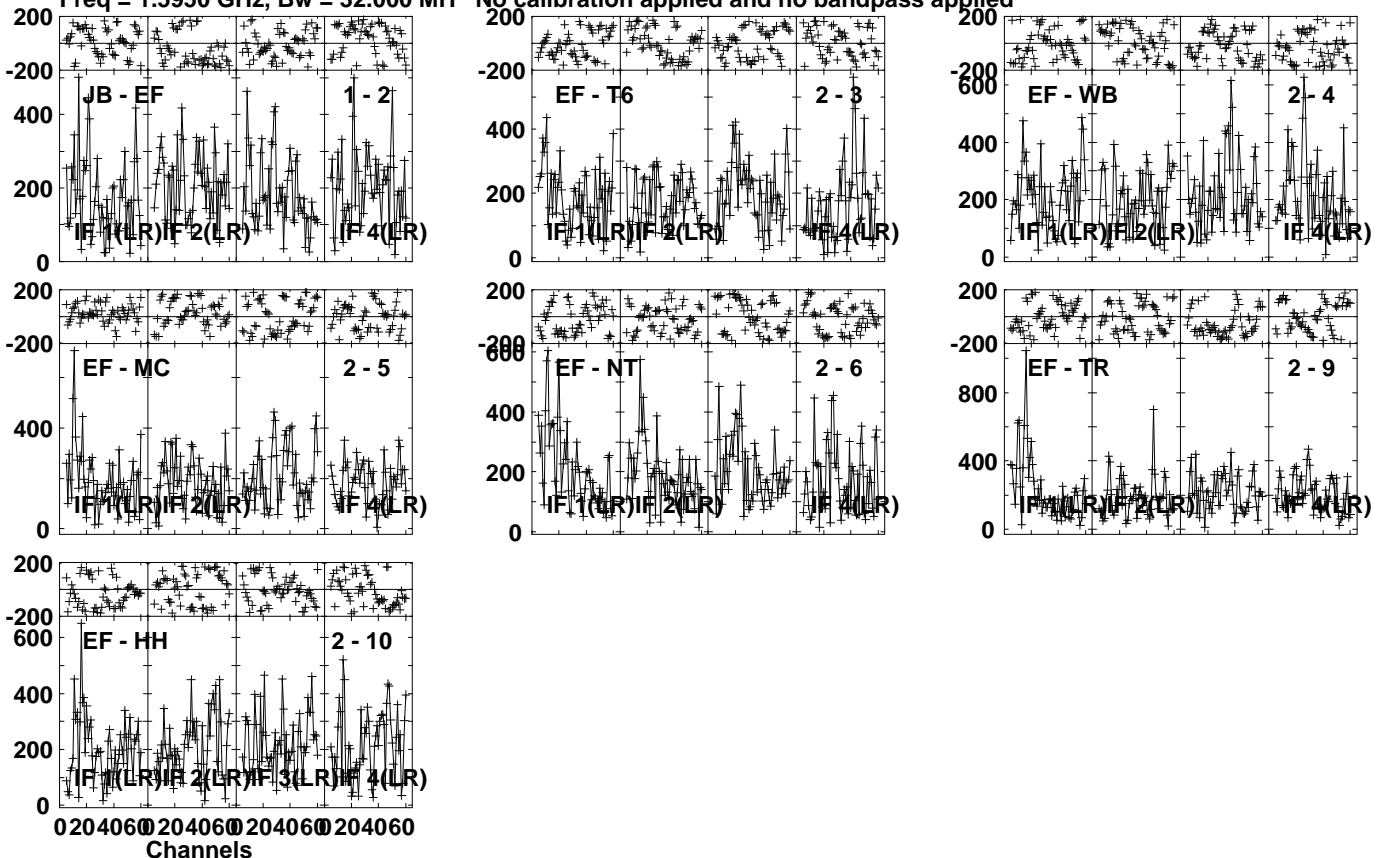 Freq = 1.5950 GHz, Bw = 32.000 MH No calibration applied and no bandpass applied
200
-200
JB - EF 1 - 2
400
200
0
IF 1(LR) IF 2(LR) IF 4(LR)
200
-200
EF - T6 2 - 3
400
200
0
IF 1(LR) IF 2(LR) IF 4(LR)
200
-200
600
EF - WB 2 - 4
400
200
0
IF 1(LR) IF 2(LR) IF 4(LR)
200
-200
EF - MC 2 - 5
400
0
IF 1(LR) IF 2(LR) IF 4(LR)
200
-200
600
EF - NT 2 - 6
400
200
0
IF 1(LR) IF 2(LR) IF 4(LR)
200
-200
EF - TR 2 - 9
800
400
0
IF 1(LR) IF 2(LR) IF 4(LR)
200
-200
600
EF - HH 2 - 10
400
200
0
IF 1(LR) IF 2(LR) IF 3(LR) IF 4(LR)
0 20 40 60 0 20 40 60 0 20 40 60 0 20 40 60
Channels